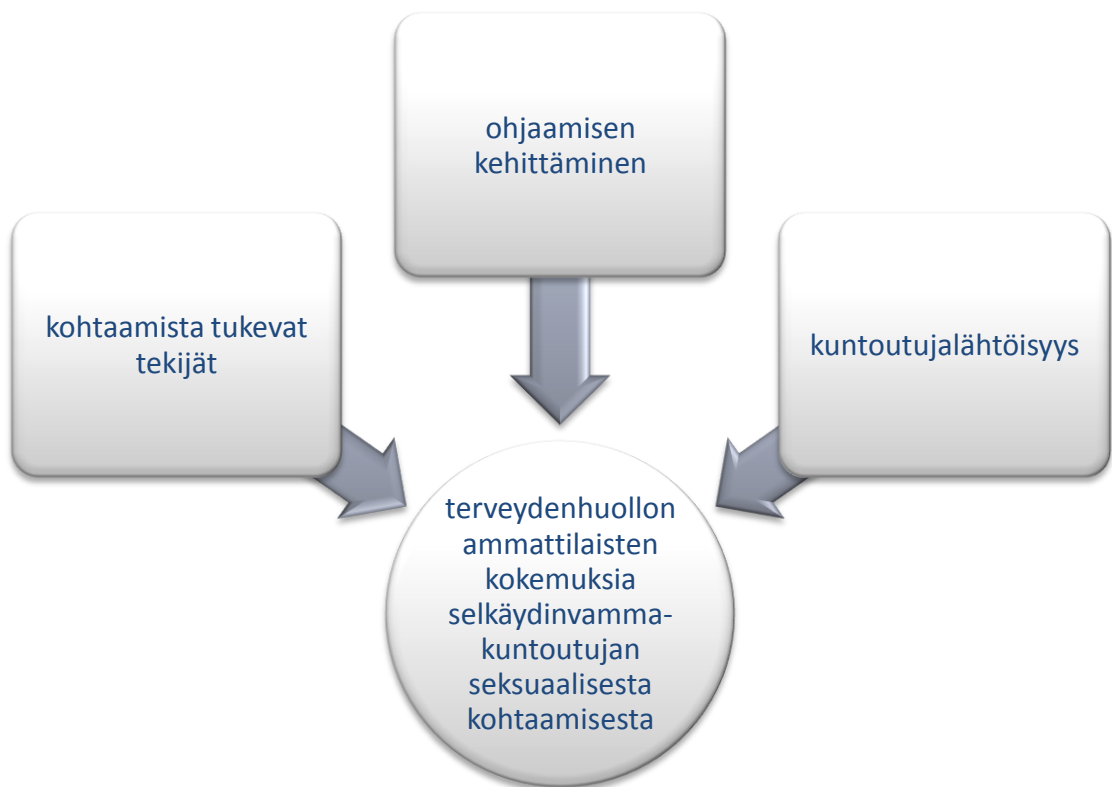 ohjaamisen
kehittäminen
kohtaamista tukevat
tekijät
kuntoutujalähtöisyys
terveydenhuollon
ammattilaisten
kokemuksia
selkäydinvamma-
kuntoutujan
seksuaalisesta
kohtaamisesta